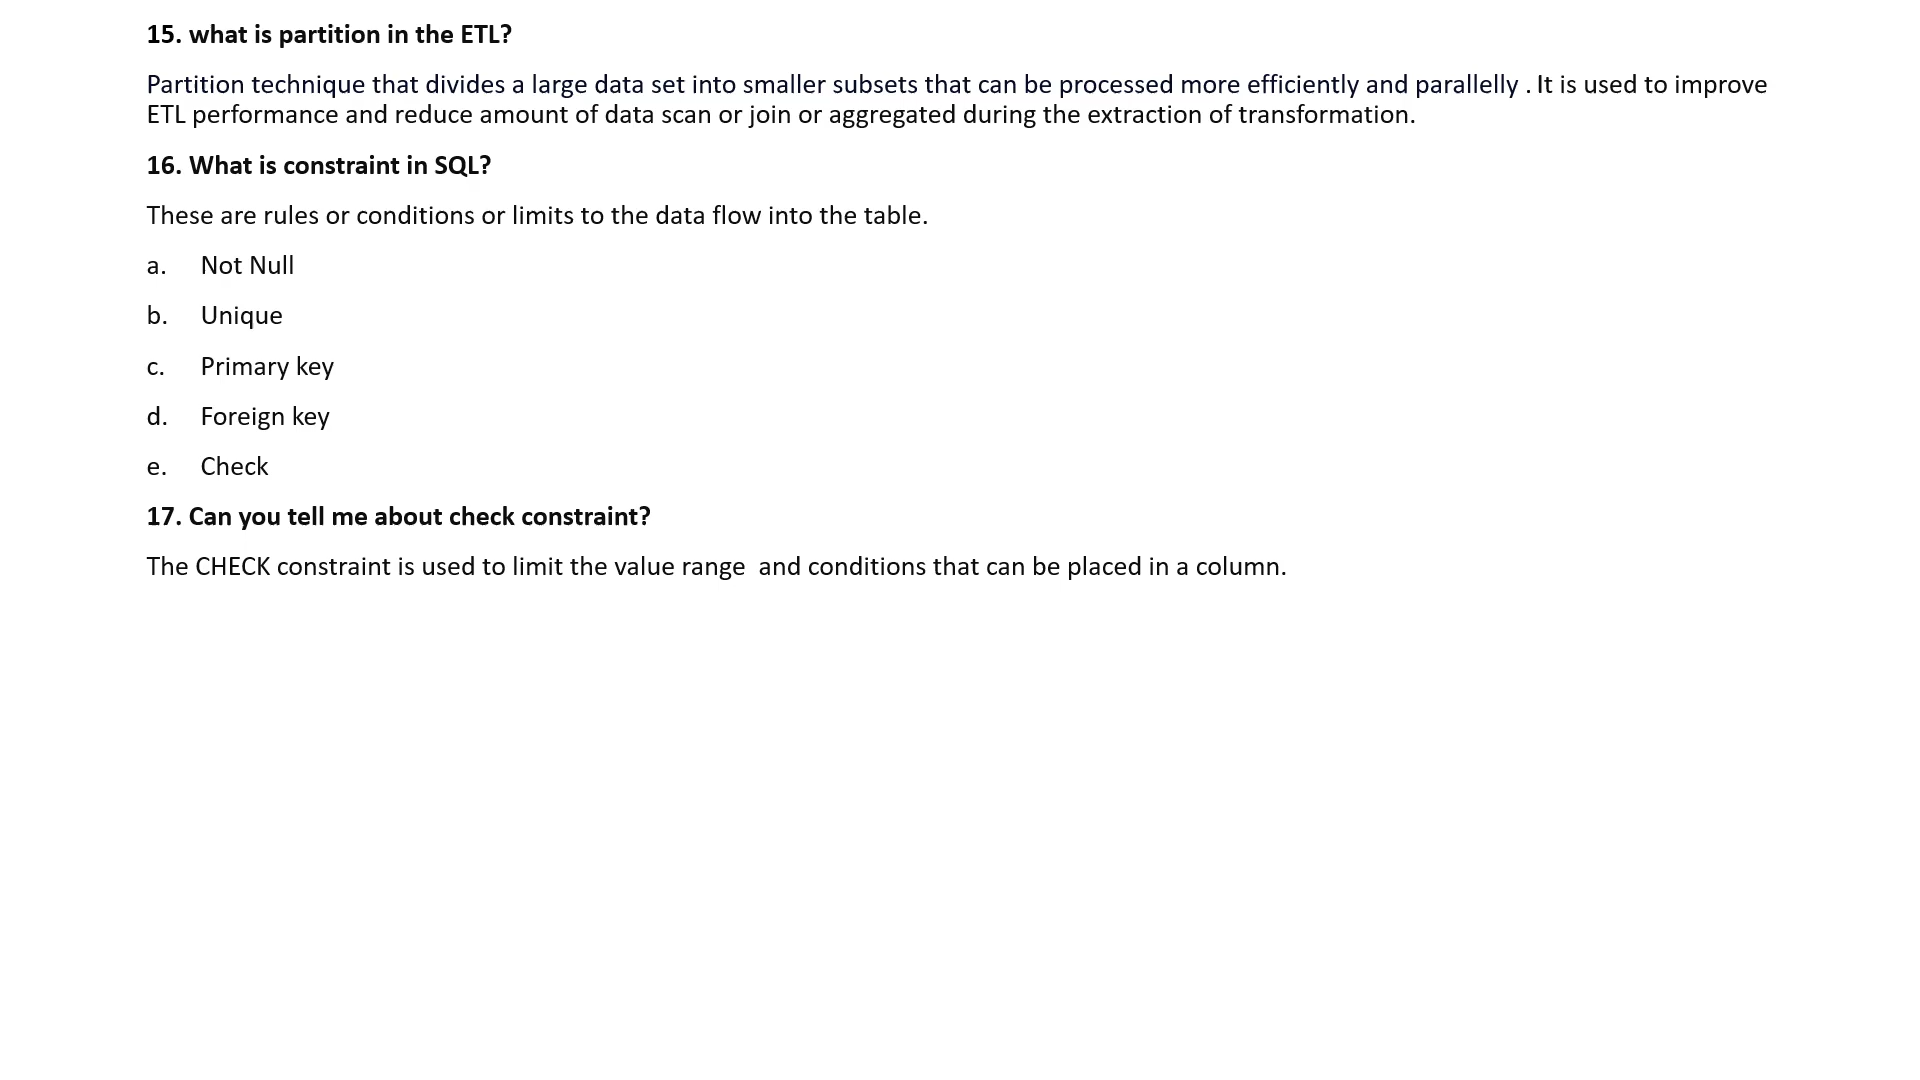 15. what is partition in the ETL?
Partition technique that divides a large data set into smaller subsets that can be processed more efficiently and parallelly . It is used to improve
ETL performance and reduce amount of data scan or join or aggregated during the extraction of transformation.
16. What is constraint in SQL?
These are rules or conditions or limits to the data flow into the table.
a. Not Null
b. Unique
c. Primary key
d. Foreign key
e. Check
17. Can you tell me about check constraint?
The CHECK constraint is used to limit the value range  and conditions that can be placed in a column.